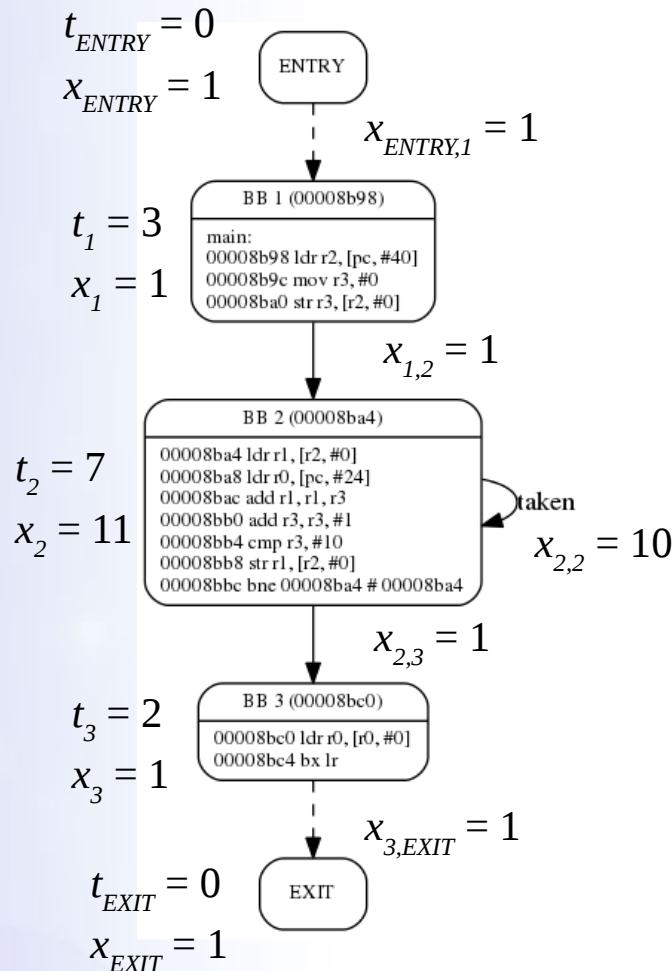 t_ENTRY = 0
ENTRY
x_ENTRY = 1
x_ENTRY,1 = 1
BB 1 (00008b98)
t_1 = 3
x_1 = 1
main:
00008b98 ldr r2, [pc, #40]
00008b9c mov r3, #0
00008ba0 str r3, [r2, #0]
x_1,2 = 1
BB 2 (00008ba4)
t_2 = 7
x_2 = 11
00008ba4 ldr r1, [r2, #0]
00008ba8 ldr r0, [pc, #24]
00008bac add r1, r1, r3
00008bb0 add r3, r3, #1
00008bb4 cmp r3, #10
00008bb8 str r1, [r2, #0]
00008bbc bne 00008ba4 # 00008ba4
taken
x_2,2 = 10
x_2,3 = 1
BB 3 (00008bc0)
t_3 = 2
x_3 = 1
00008bc0 ldr r0, [r0, #0]
00008bc4 bx lr
x_3,EXIT = 1
t_EXIT = 0
EXIT
x_EXIT = 1